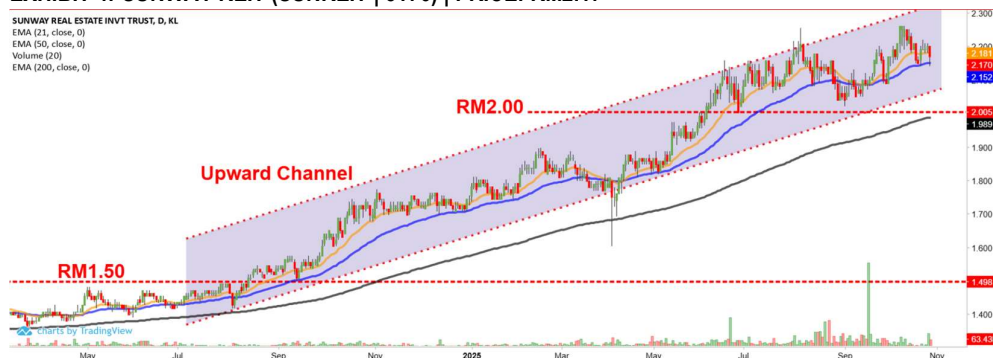 SUNWAY REAL ESTATE INVT TRUST, D, KL
EMA (21, close, 0)
EMA (50, close, 0)
Volume (20)
EMA (200, close, 0)
2.300
2.200
2.181
2.170
2.152
RM2.00
2.005
1.989
1.900
Upward Channel
1.800
1.700
1.600
RM1.50
1.498
1.400
charts by TradingView
63.43
May
Jul
Sep
Nov
2025
Mar
May
Jul
Sep
Nov